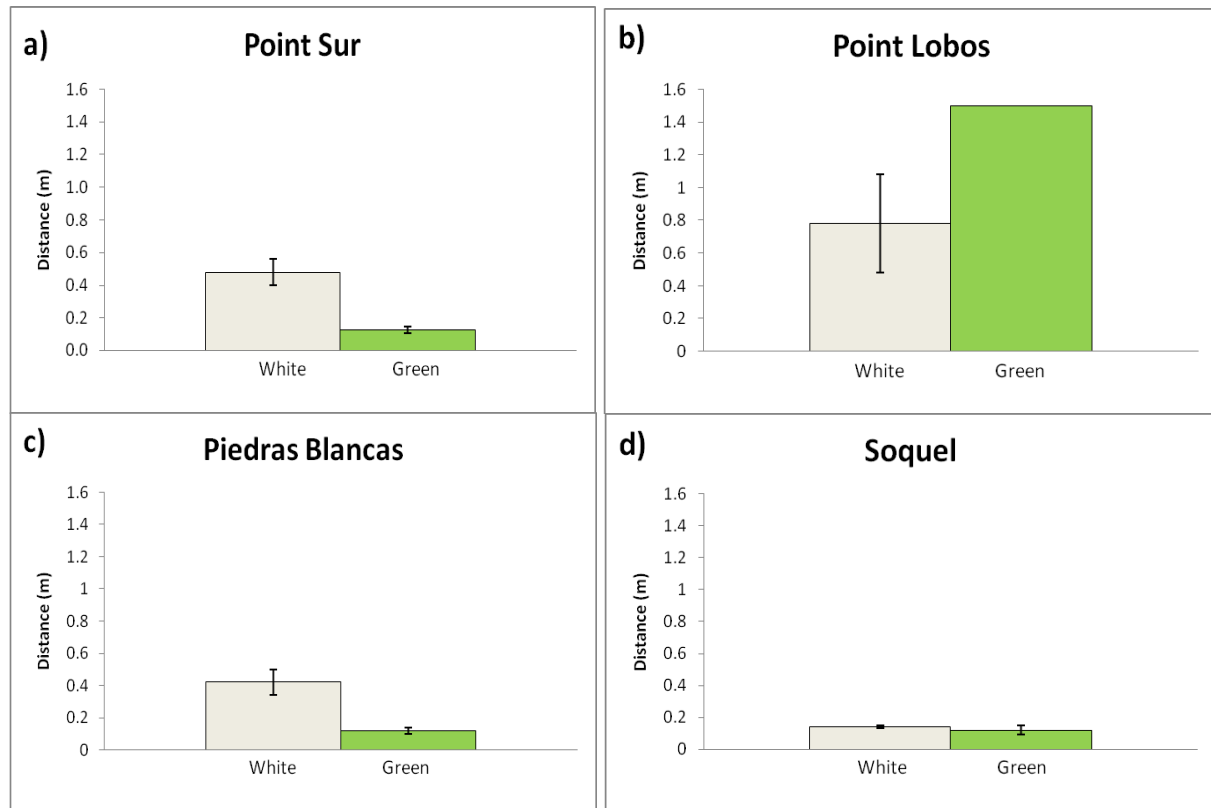 a)
Point Sur
1.6
1.4
1.2
1.0
0.8
0.6
0.4
0.2
0.0
Distance (m)
White Green
b)
Point Lobos
1.6
1.4
1.2
1
0.8
0.6
0.4
0.2
0
Distance (m)
White Green
c)
Piedras Blancas
1.6
1.4
1.2
1
0.8
0.6
0.4
0.2
0
Distance (m)
White Green
d)
Soquel
1.6
1.4
1.2
1
0.8
0.6
0.4
0.2
0
Distance (m)
White Green